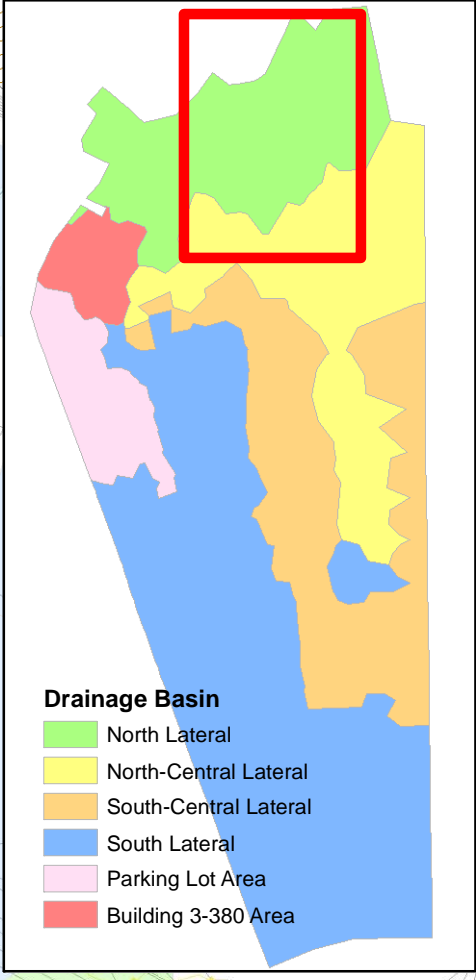 Drainage Basin
North Lateral
North-Central Lateral
South-Central Lateral
South Lateral
Parking Lot Area
Building 3-380 Area